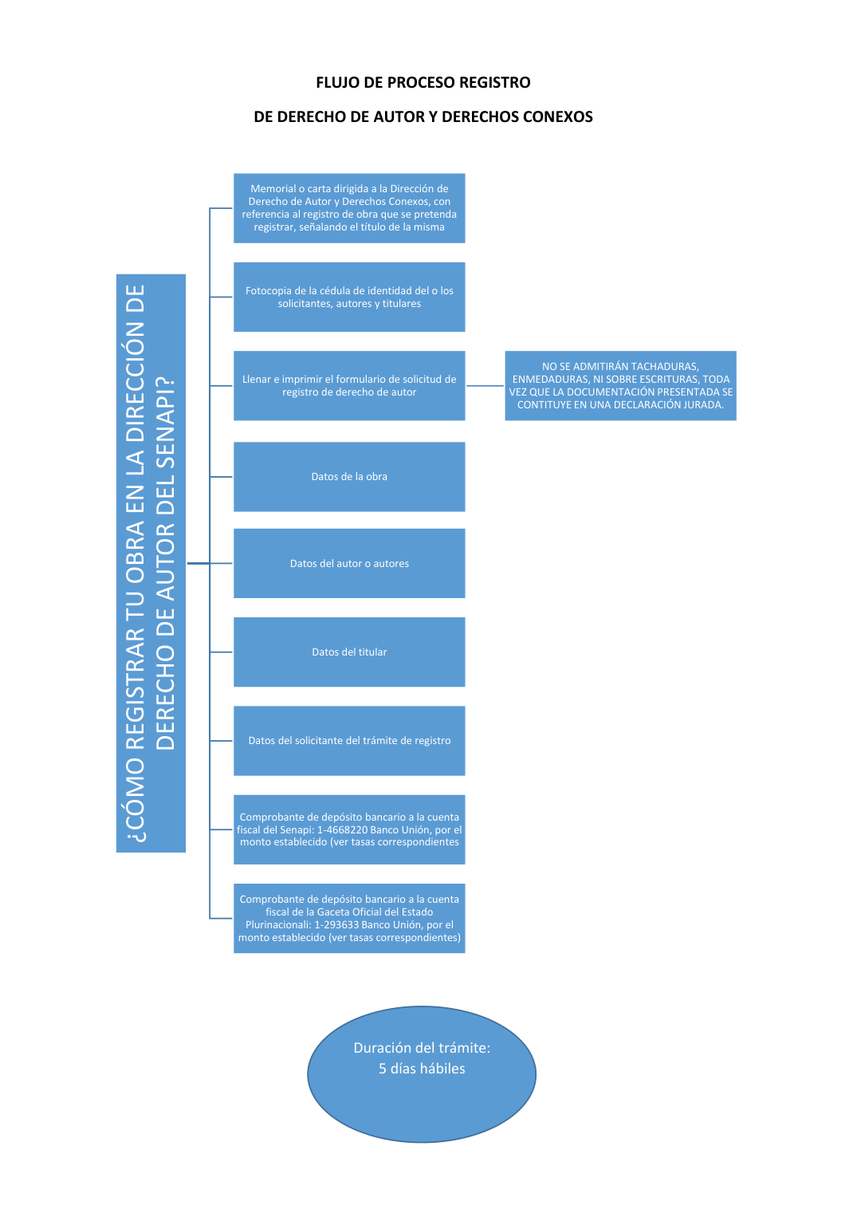 FLUJO DE PROCESO REGISTRO
DE DERECHO DE AUTOR Y DERECHOS CONEXOS
¿CÓMO REGISTRAR TU OBRA EN LA DIRECCIÓN DE
DERECHO DE AUTOR DEL SENAPI?
Memorial o carta dirigida a la Dirección de
Derecho de Autor y Derechos Conexos, con
referencia al registro de obra que se pretenda
registrar, señalando el título de la misma
Fotocopia de la cédula de identidad del o los
solicitantes, autores y titulares
Llenar e imprimir el formulario de solicitud de
registro de derecho de autor
NO SE ADMITIRÁN TACHADURAS,
ENMEDADURAS, NI SOBRE ESCRITURAS, TODA
VEZ QUE LA DOCUMENTACIÓN PRESENTADA SE
CONTITUYE EN UNA DECLARACIÓN JURADA.
Datos de la obra
Datos del autor o autores
Datos del titular
Datos del solicitante del trámite de registro
Comprobante de depósito bancario a la cuenta
fiscal del Senapi: 1-4668220 Banco Unión, por el
monto establecido (ver tasas correspondientes
Comprobante de depósito bancario a la cuenta
fiscal de la Gaceta Oficial del Estado
Plurinacionali: 1-293633 Banco Unión, por el
monto establecido (ver tasas correspondientes)
Duración del trámite:
5 días hábiles